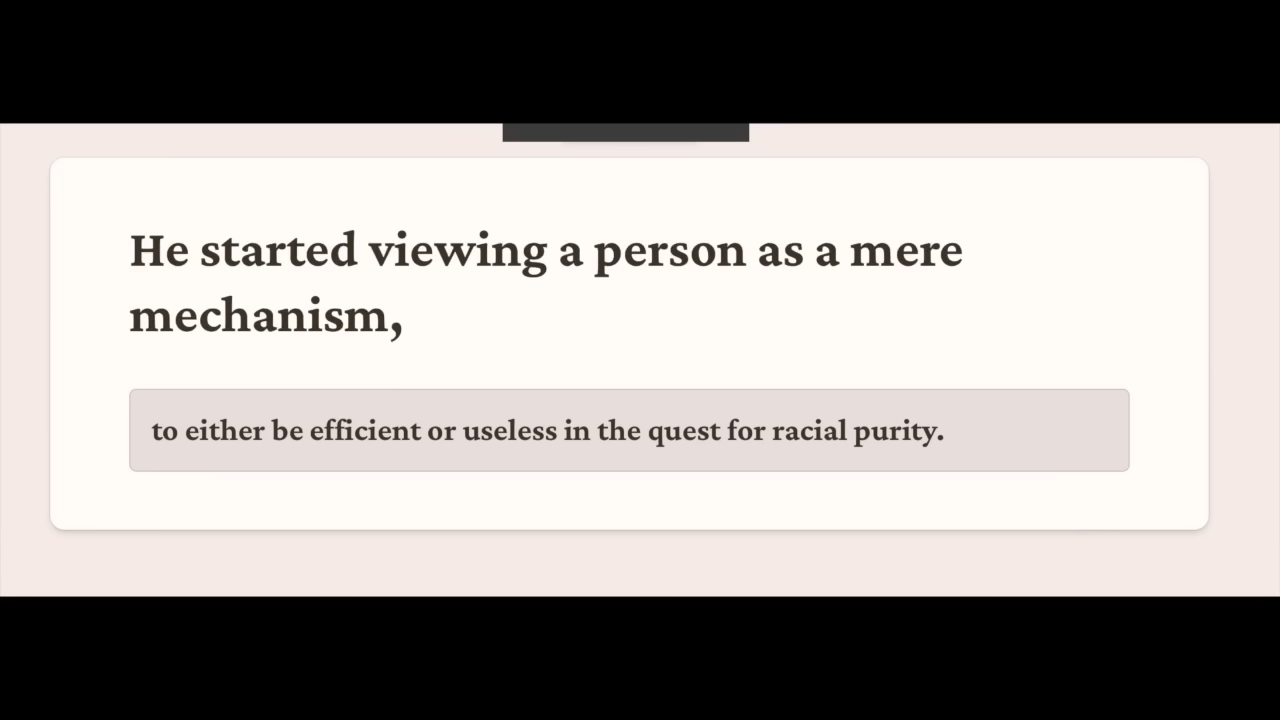 He started viewing a person as a mere
mechanism,
to either be efficient or useless in the quest for racial purity.